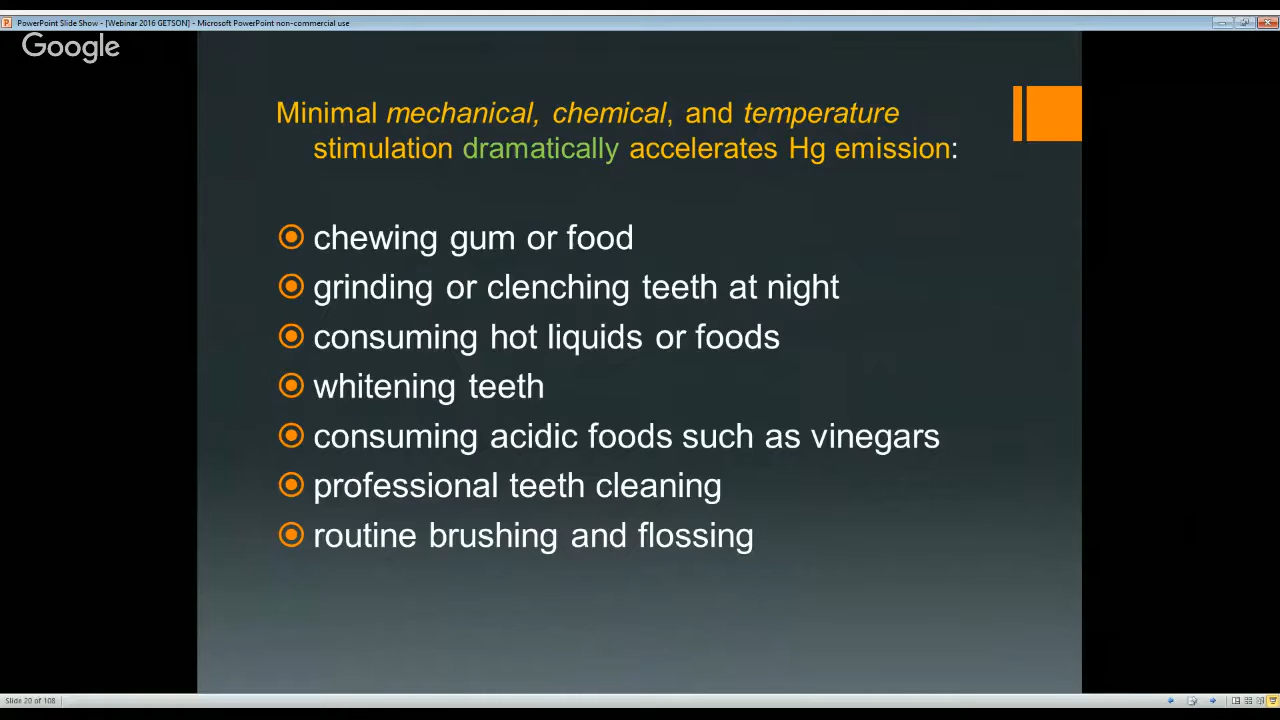 PowerPoint Slide Show - [Webinar 2016 GETSON] - Microsoft PowerPoint non-commercial use
Google
Minimal mechanical, chemical, and temperature
stimulation dramatically accelerates Hg emission:
chewing gum or food
grinding or clenching teeth at night
consuming hot liquids or foods
whitening teeth
consuming acidic foods such as vinegars
professional teeth cleaning
routine brushing and flossing
Slide 20 of 108